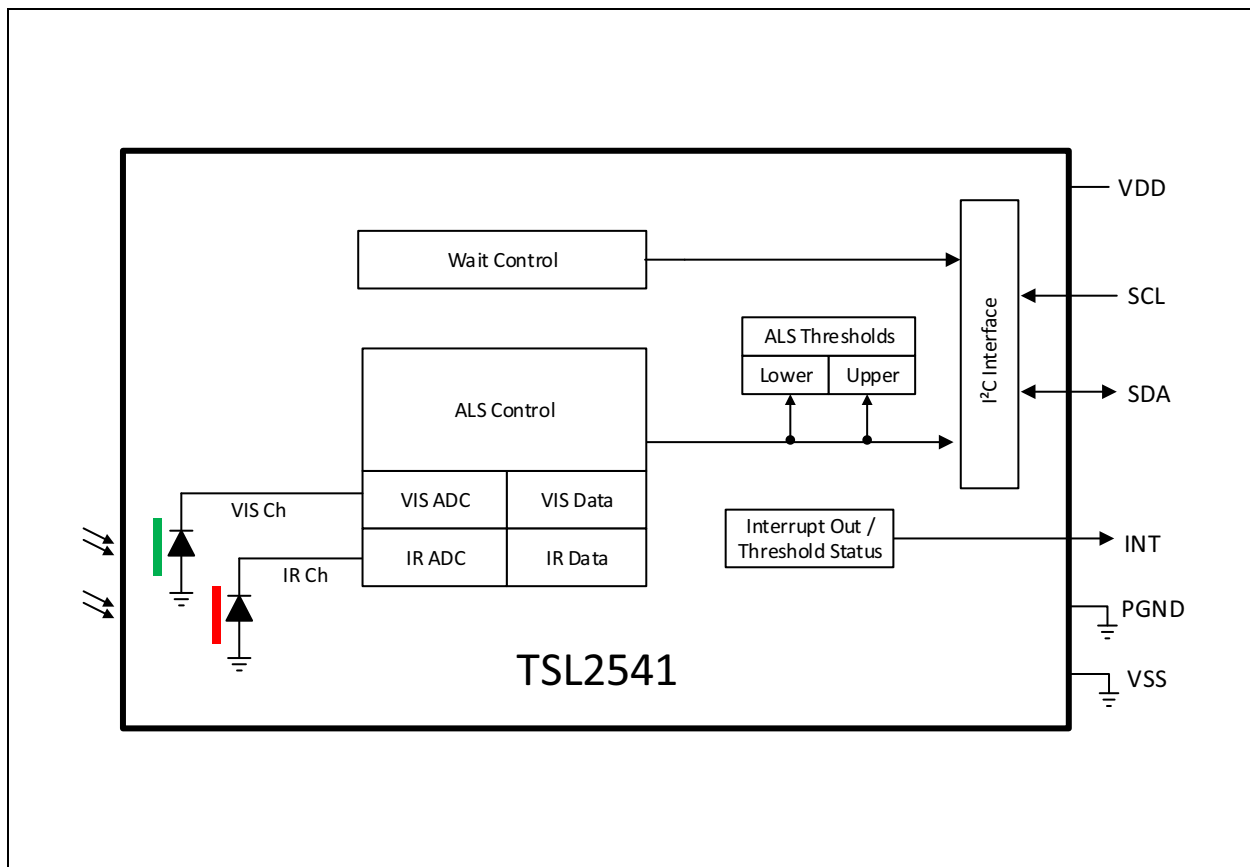 VDD
Wait Control
SCL
I²C Interface
ALS Thresholds
Lower Upper
SDA
ALS Control
VIS Ch
VIS ADC VIS Data
Interrupt Out /
Threshold Status
INT
IR Ch
IR ADC IR Data
PGND
TSL2541
VSS